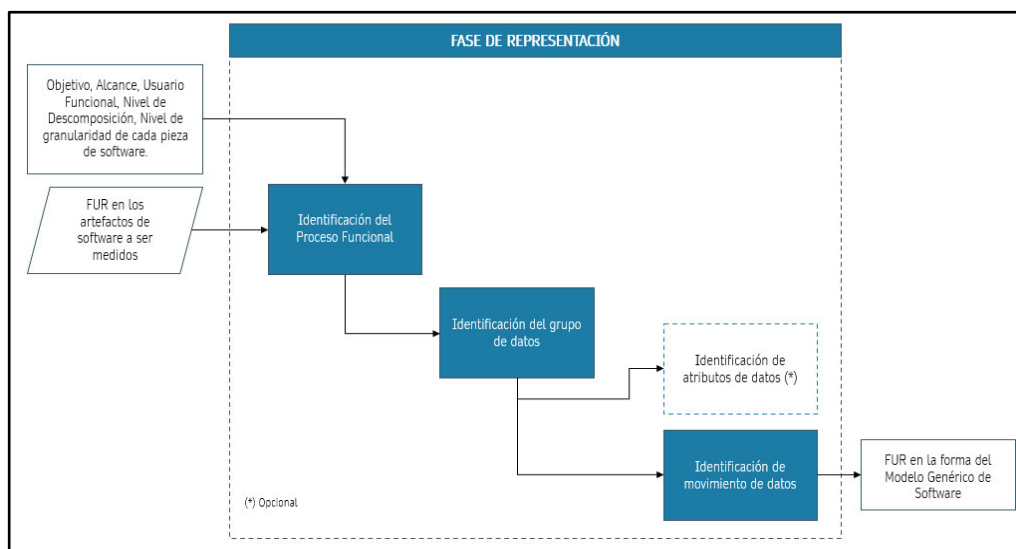 FASE DE REPRESENTACIÓN
Objetivo, Alcance, Usuario
Funcional, Nivel de
Descomposición, Nivel de
granularidad de cada pieza
de software.
FUR en los
artefactos de
software a ser
medidos
Identificación del
Proceso Funcional
Identificación del grupo
de datos
Identificación de
atributos de datos (*)
Identificación de
movimiento de datos
FUR en la forma del
Modelo Genérico de
Software
(*) Opcional